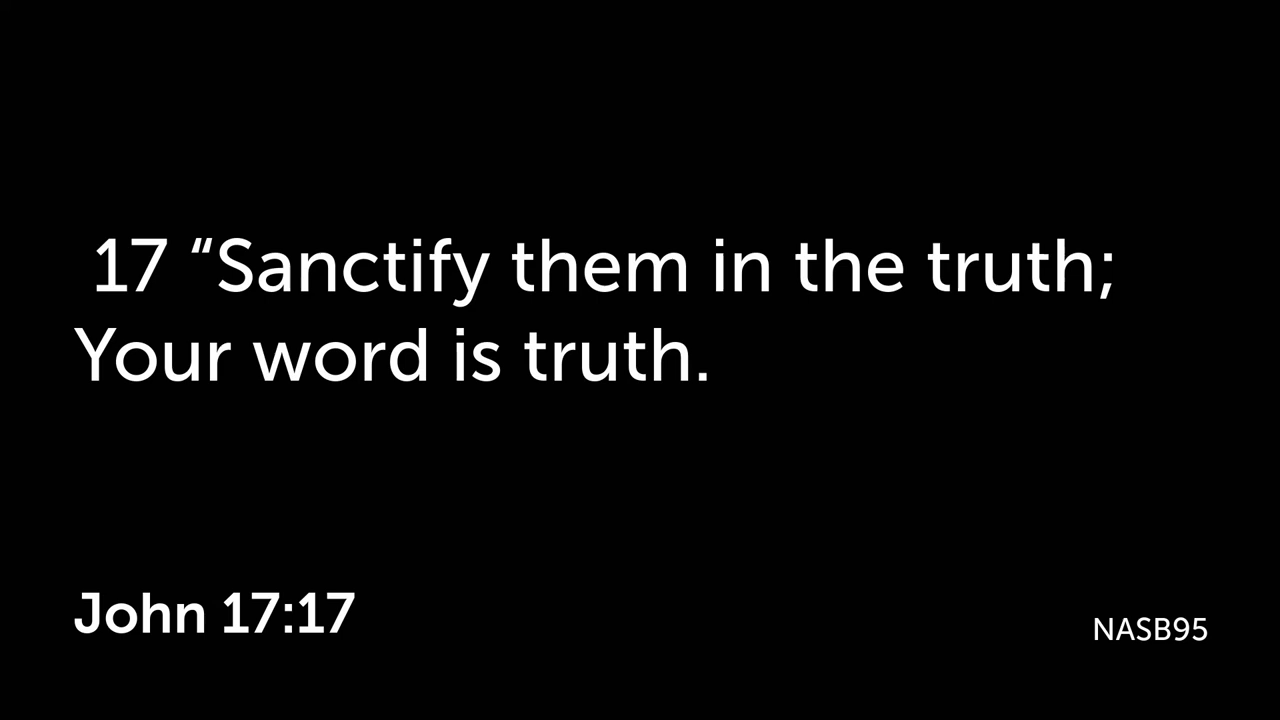 17 “Sanctify them in the truth;
Your word is truth.
John 17:17
NASB95